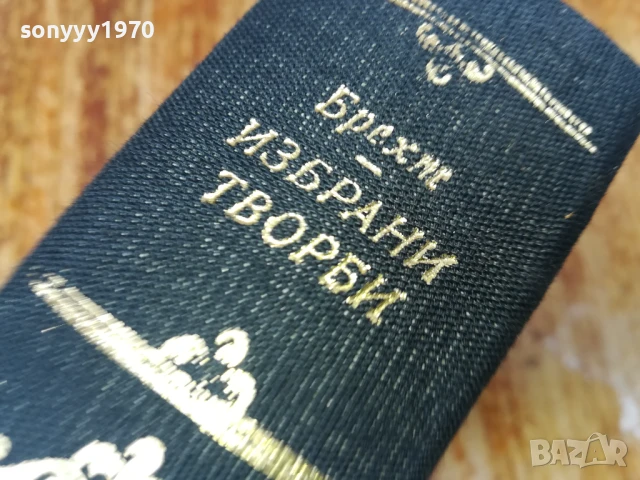 sonyyy1970
Брехт
ИЗБРАНИ
ТВОРБИ
BAZAR